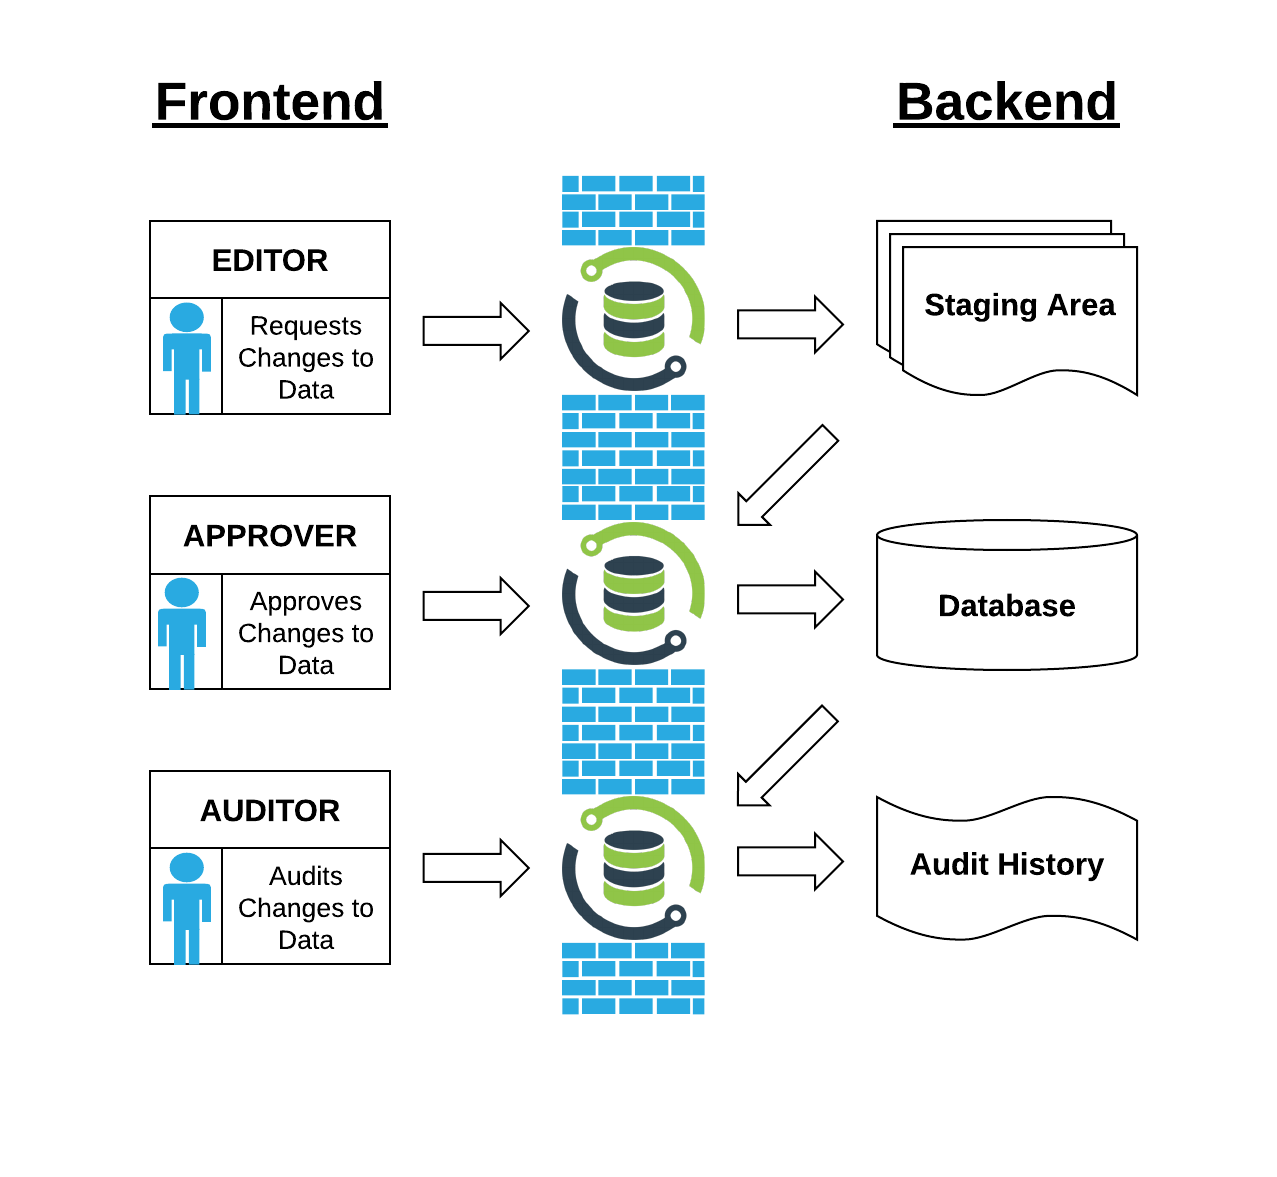 Frontend
Backend
EDITOR
Requests
Changes to
Data
Staging Area
APPROVER
Approves
Changes to
Data
Database
AUDITOR
Audits
Changes to
Data
Audit History